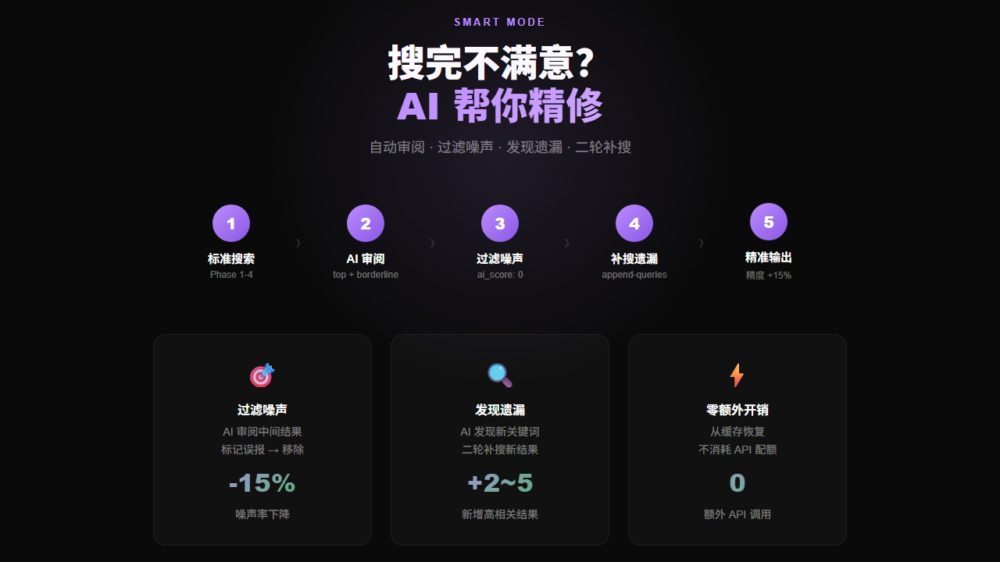 SMART MODE
搜完不满意?
AI 帮你精修
自动审阅 · 过滤噪声 · 发现遗漏 · 二轮补搜
1
标准搜索
Phase 1-4
›
2
AI 审阅
top + borderline
›
3
过滤噪声
ai_score: 0
›
4
补搜遗漏
append-queries
›
5
精准输出
精度 +15%
过滤噪声
AI 审阅中间结果
标记误报 → 移除
-15%
噪声率下降
发现遗漏
AI 发现新关键词
二轮补搜新结果
+2~5
新增高相关结果
零额外开销
从缓存恢复
不消耗 API 配额
0
额外 API 调用